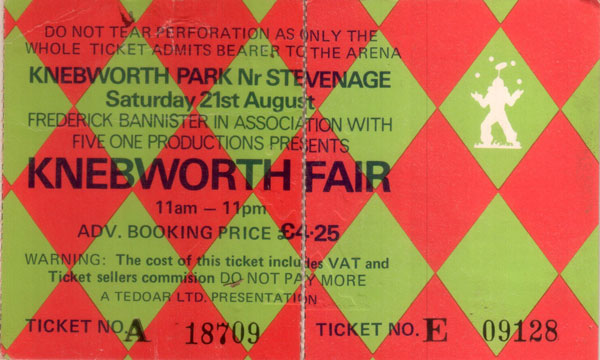 DO NOT TEAR PERFORATION AS ONLY THE
WHOLE TICKET ADMITS BEARER TO THE ARENA
KNEBWORTH PARK Nr STEVENAGE
Saturday 21st August
FREDERICK BANNISTER IN ASSOCIATION WITH
FIVE ONE PRODUCTIONS PRESENTS
KNEBWORTH FAIR
11am — 11pm
ADV. BOOKING PRICE £4·25
WARNING: The cost of this ticket includes VAT and
Ticket sellers commision DO NOT PAY MORE
A TEDOAR LTD. PRESENTATION
TICKET NO. A 18709 TICKET NO. E 09128